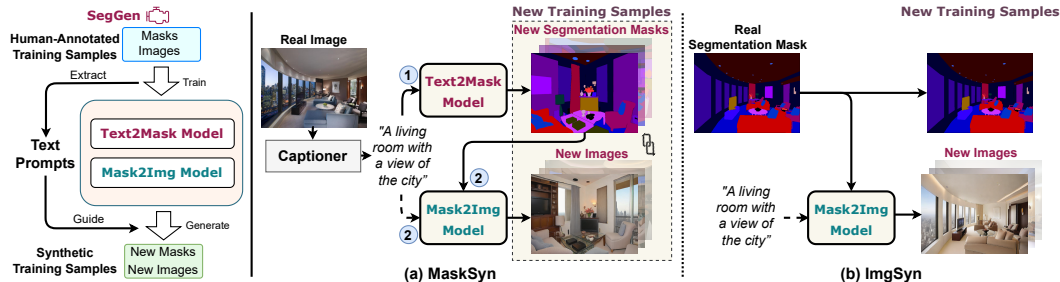 SegGen
Human-Annotated
Training Samples
Masks
Images
Extract
Train
Text2Mask Model
Mask2Img Model
Text
Prompts
Guide
Generate
Synthetic
Training Samples
New Masks
New Images
New Training Samples
Real Image
New Segmentation Masks
1
Text2Mask
Model
Captioner
"A living
room with
a view of
the city"
2
New Images
2
Mask2Img
Model
(a) MaskSyn
New Training Samples
Real
Segmentation Mask
New Images
"A living
room with
a view of
the city"
Mask2Img
Model
(b) ImgSyn